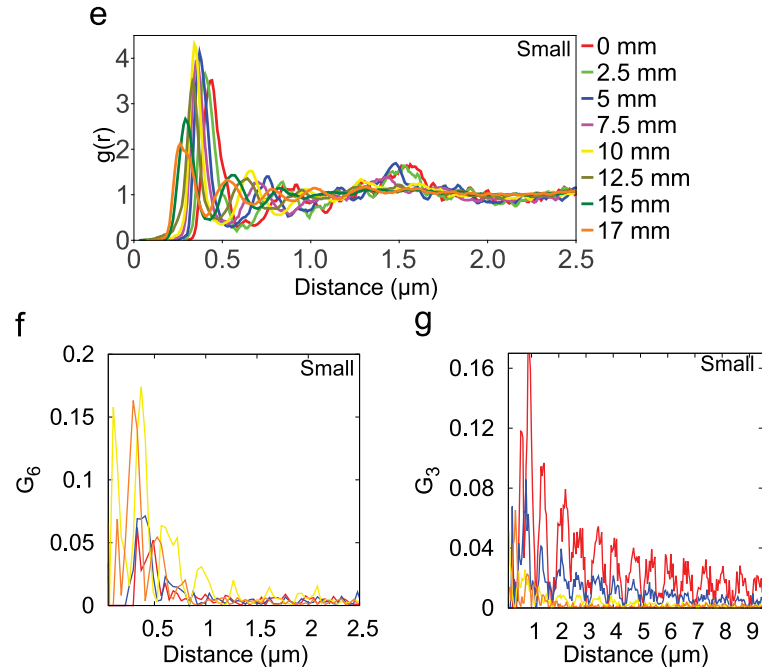 e
Small
g(r)
4
3
2
1
0
0
0.5
1.0
1.5
2.0
2.5
Distance (µm)
0 mm
2.5 mm
5 mm
7.5 mm
10 mm
12.5 mm
15 mm
17 mm
f
Small
G6
0.2
0.15
0.10
0.05
0
0.5
1
1.5
2
2.5
Distance (µm)
g
Small
G3
0.16
0.12
0.08
0.04
0
1
2
3
4
5
6
7
8
9
Distance (µm)